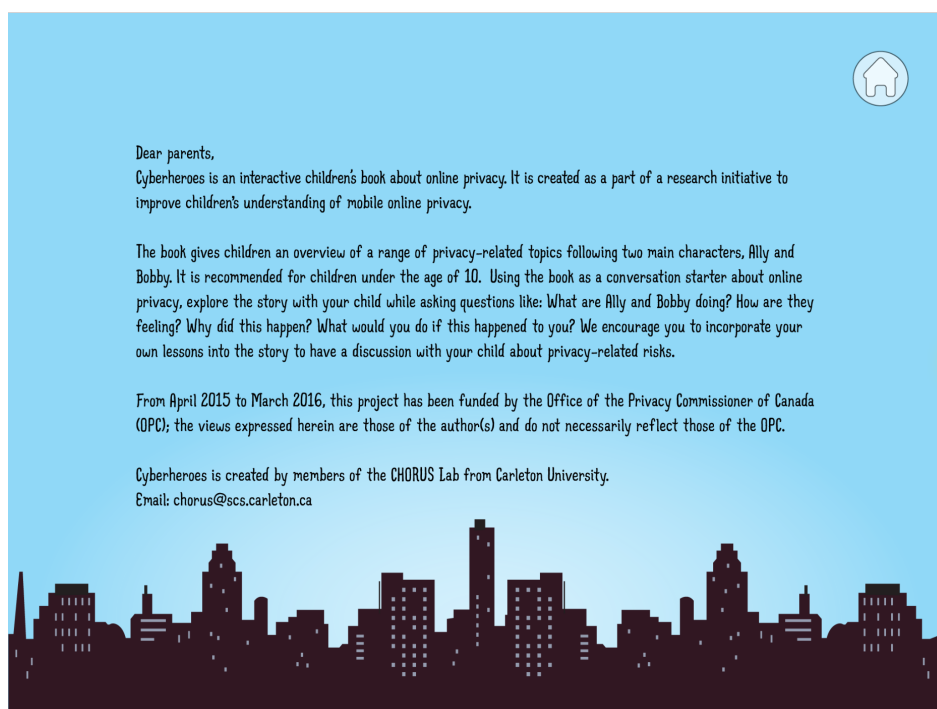 Dear parents,
Cyberheroes is an interactive children's book about online privacy. It is created as a part of a research initiative to
improve children's understanding of mobile online privacy.
The book gives children an overview of a range of privacy-related topics following two main characters, Ally and
Bobby. It is recommended for children under the age of 10. Using the book as a conversation starter about online
privacy, explore the story with your child while asking questions like: What are Ally and Bobby doing? How are they
feeling? Why did this happen? What would you do if this happened to you? We encourage you to incorporate your
own lessons into the story to have a discussion with your child about privacy-related risks.
From April 2015 to March 2016, this project has been funded by the Office of the Privacy Commissioner of Canada
(OPC); the views expressed herein are those of the author(s) and do not necessarily reflect those of the OPC.
Cyberheroes is created by members of the CHORUS Lab from Carleton University.
Email: chorus@scs.carleton.ca